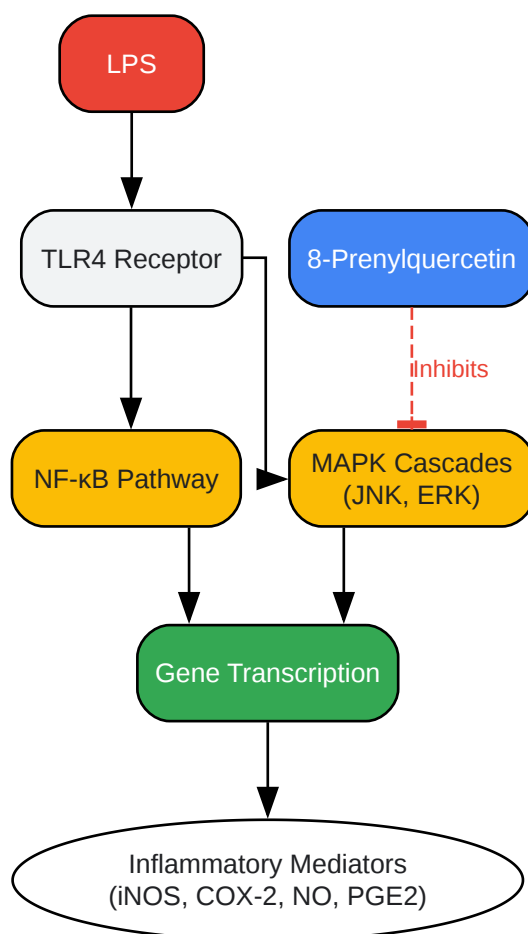 LPS
TLR4 Receptor
8-Prenylquercetin
Inhibits
NF-κB Pathway
MAPK Cascades
(JNK, ERK)
Gene Transcription
Inflammatory Mediators
(iNOS, COX-2, NO, PGE2)